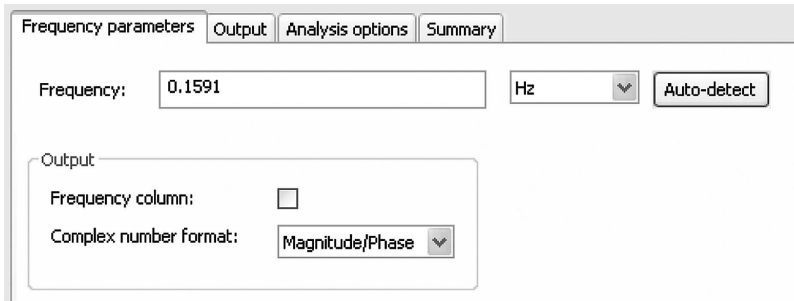 Frequency parameters Output Analysis options Summary
Frequency: 0.1591 Hz Auto-detect
Output
Frequency column:
Complex number format: Magnitude/Phase